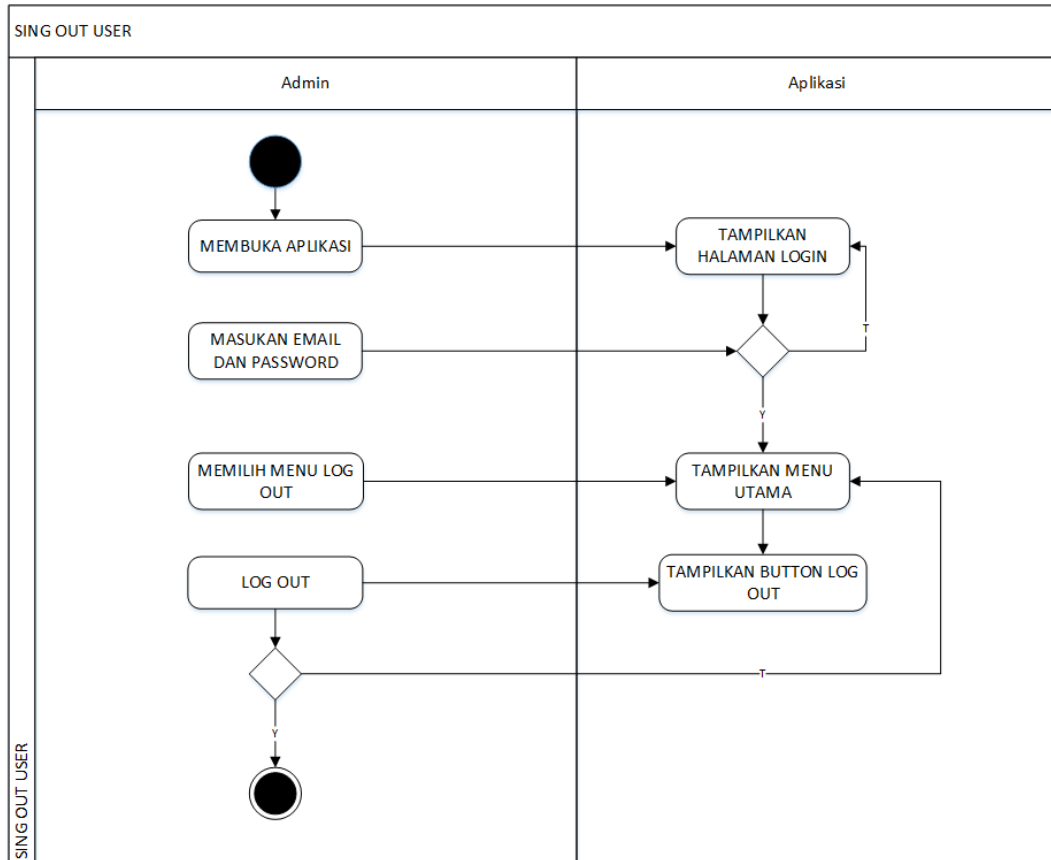 SING OUT USER
Admin
Aplikasi
MEMBUKA APLIKASI
TAMPILKAN
HALAMAN LOGIN
T
MASUKAN EMAIL
DAN PASSWORD
Y
MEMILIH MENU LOG
OUT
TAMPILKAN MENU
UTAMA
LOG OUT
TAMPILKAN BUTTON LOG
OUT
T
Y
SING OUT USER